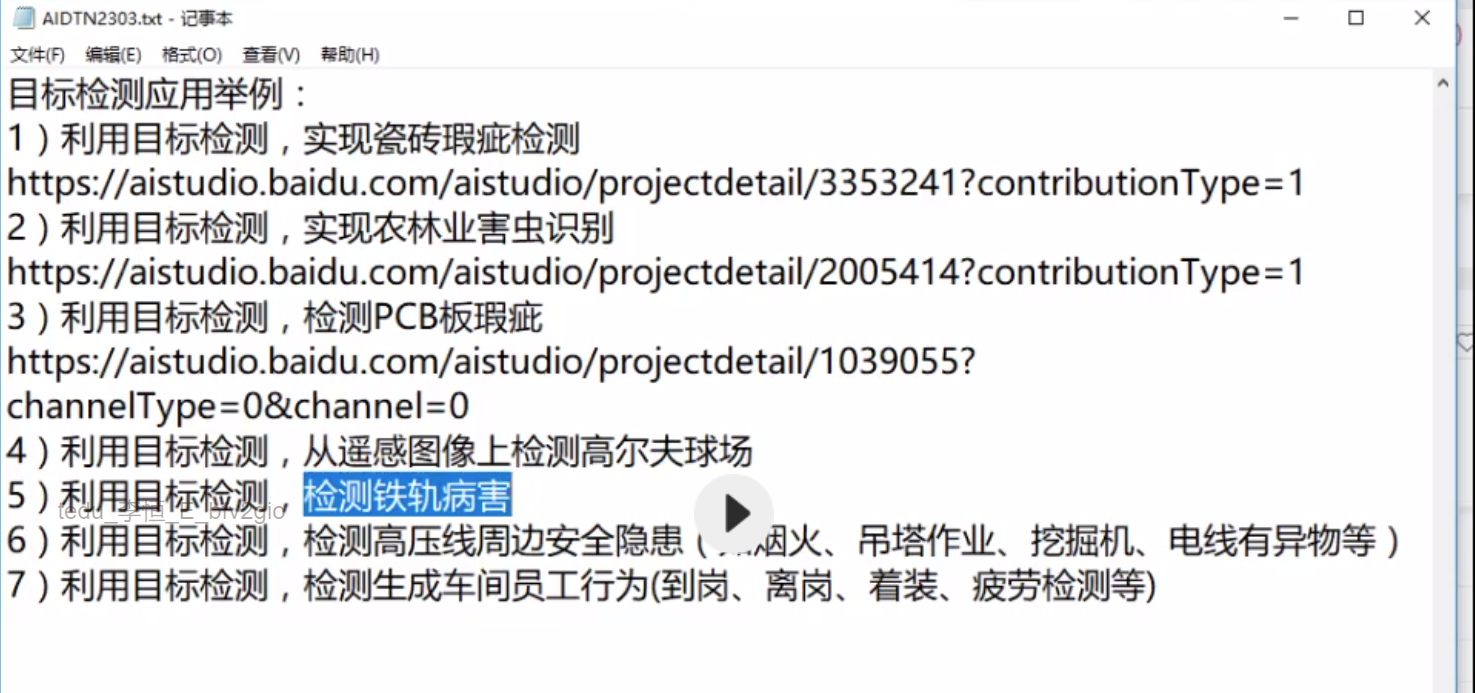 AIDTN2303.txt - 记事本
文件(F) 编辑(E) 格式(O) 查看(V) 帮助(H)
目标检测应用举例：
1）利用目标检测，实现瓷砖瑕疵检测
https://aistudio.baidu.com/aistudio/projectdetail/3353241?contributionType=1
2）利用目标检测，实现农林业害虫识别
https://aistudio.baidu.com/aistudio/projectdetail/2005414?contributionType=1
3）利用目标检测，检测PCB板瑕疵
https://aistudio.baidu.com/aistudio/projectdetail/1039055?
channelType=0&channel=0
4）利用目标检测，从遥感图像上检测高尔夫球场
5）利用目标检测，检测铁轨病害
6）利用目标检测，检测高压线周边安全隐患（烟火、吊塔作业、挖掘机、电线有异物等）
7）利用目标检测，检测生成车间员工行为(到岗、离岗、着装、疲劳检测等)